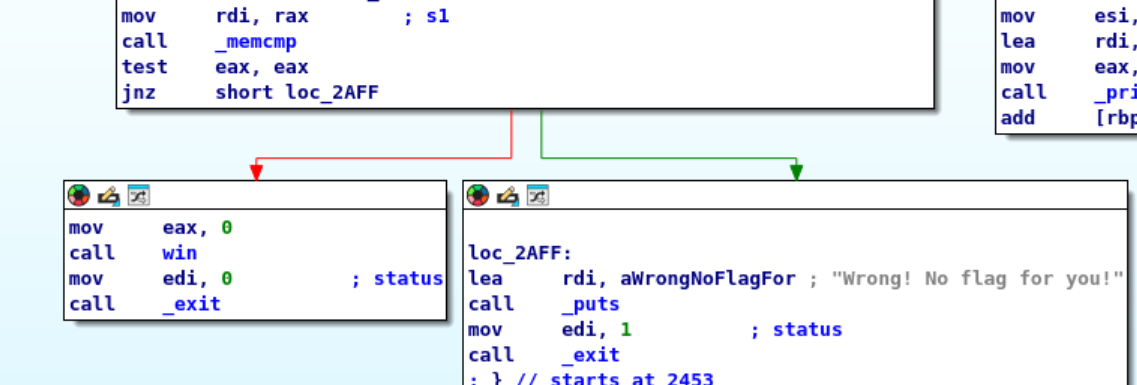 mov rdi, rax ; s1
call _memcmp
test eax, eax
jnz short loc_2AFF
mov esi,
lea rdi,
mov eax,
call _pri
add [rbp
mov eax, 0
call win
mov edi, 0 ; status
call _exit
loc_2AFF:
lea rdi, aWrongNoFlagFor ; "Wrong! No flag for you!"
call _puts
mov edi, 1 ; status
call _exit
; } // starts at 2453